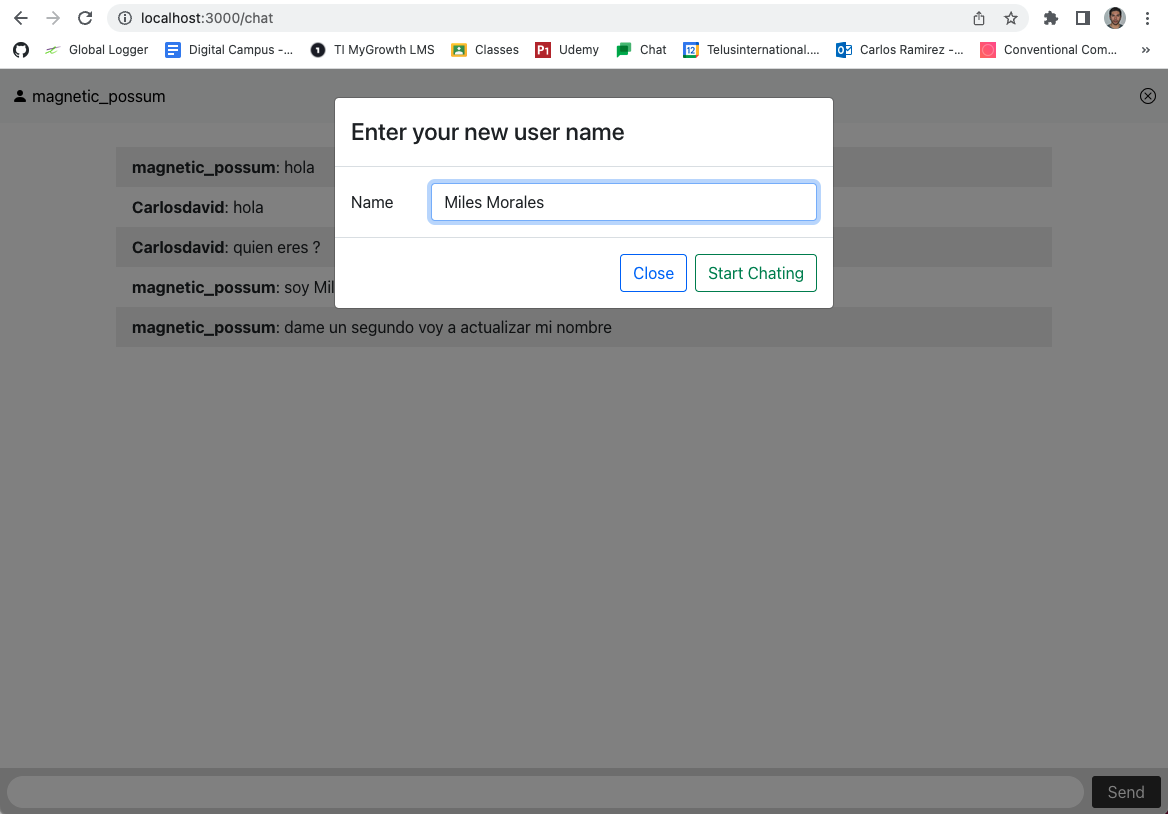 localhost:3000/chat
Global Logger Digital Campus -... TI MyGrowth LMS Classes P1 Udemy Chat 12 Telusinternational.... Carlos Ramirez -... Conventional Com... »
magnetic_possum
Enter your new user name
Name Miles Morales
Close Start Chating
magnetic_possum: hola
Carlosdavid: hola
Carlosdavid: quien eres ?
magnetic_possum: soy Mil
magnetic_possum: dame un segundo voy a actualizar mi nombre
Send